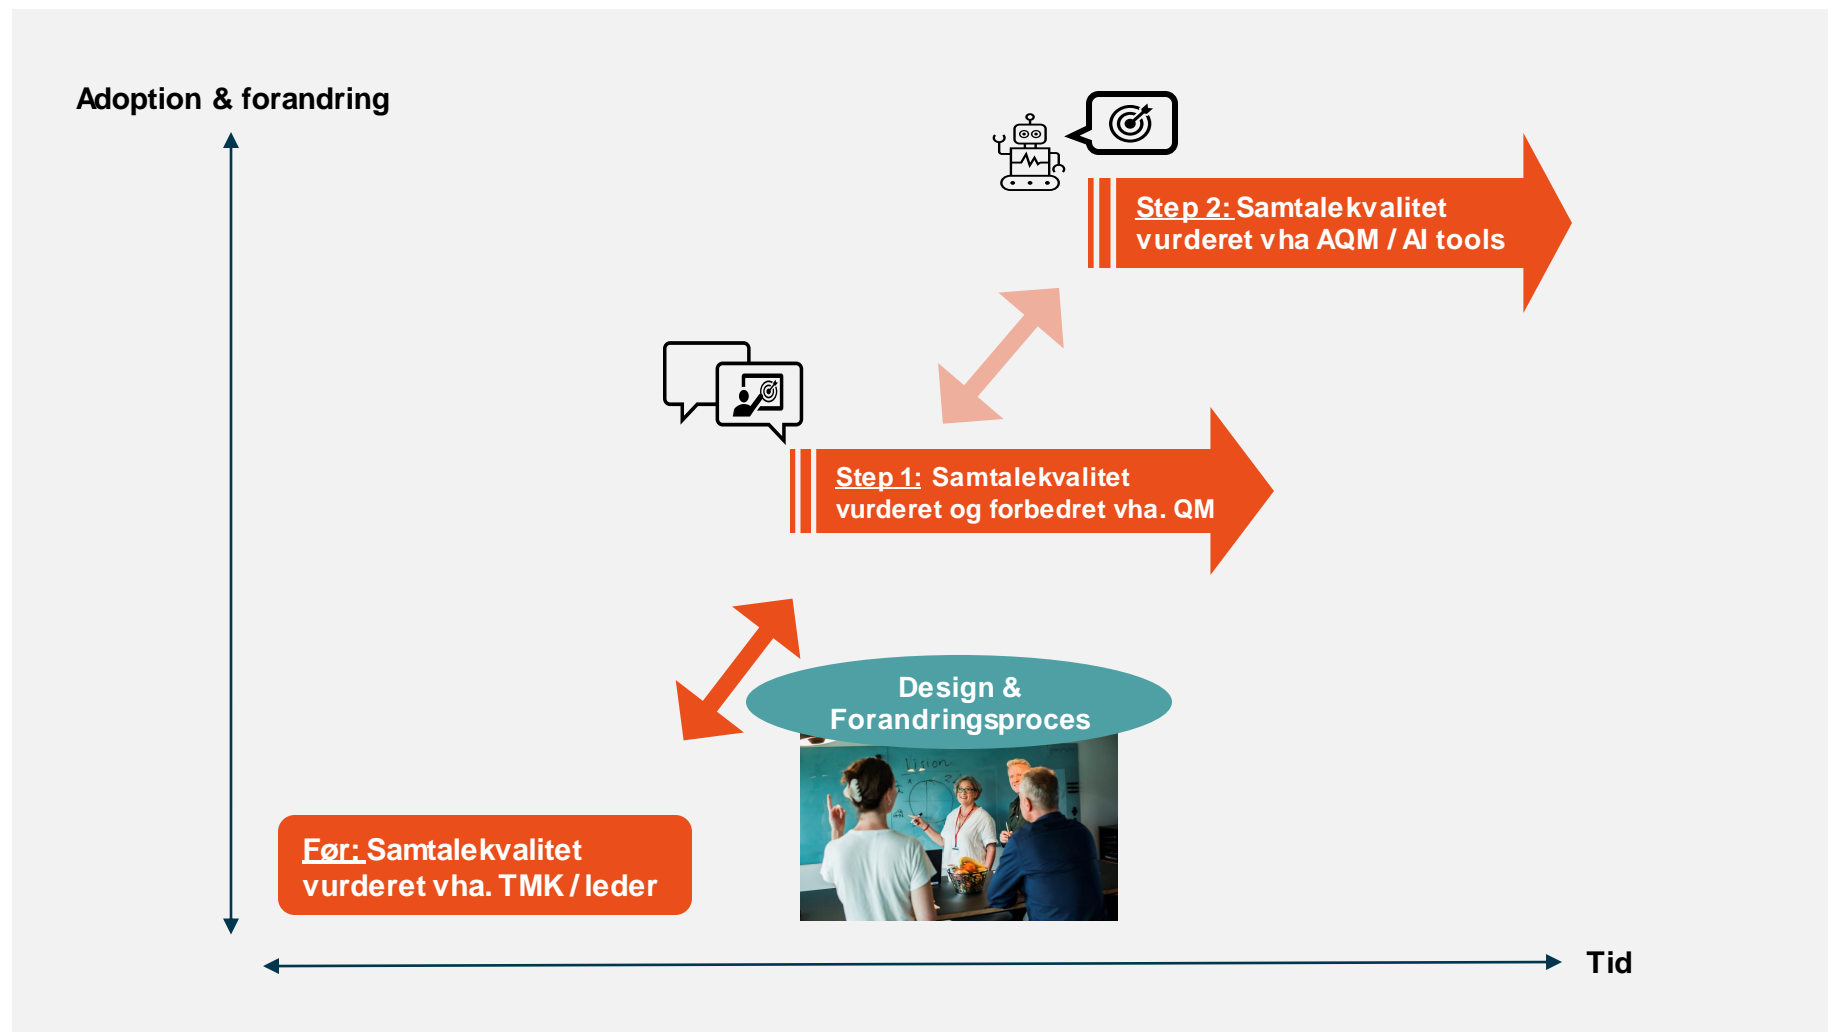 Adoption & forandring
Step 2: Samtalekvalitet
vurderet vha AQM / AI tools
Step 1: Samtalekvalitet
vurderet og forbedret vha. QM
Design &
Forandringsproces
Vision
Før: Samtalekvalitet
vurderet vha. TMK / leder
Tid